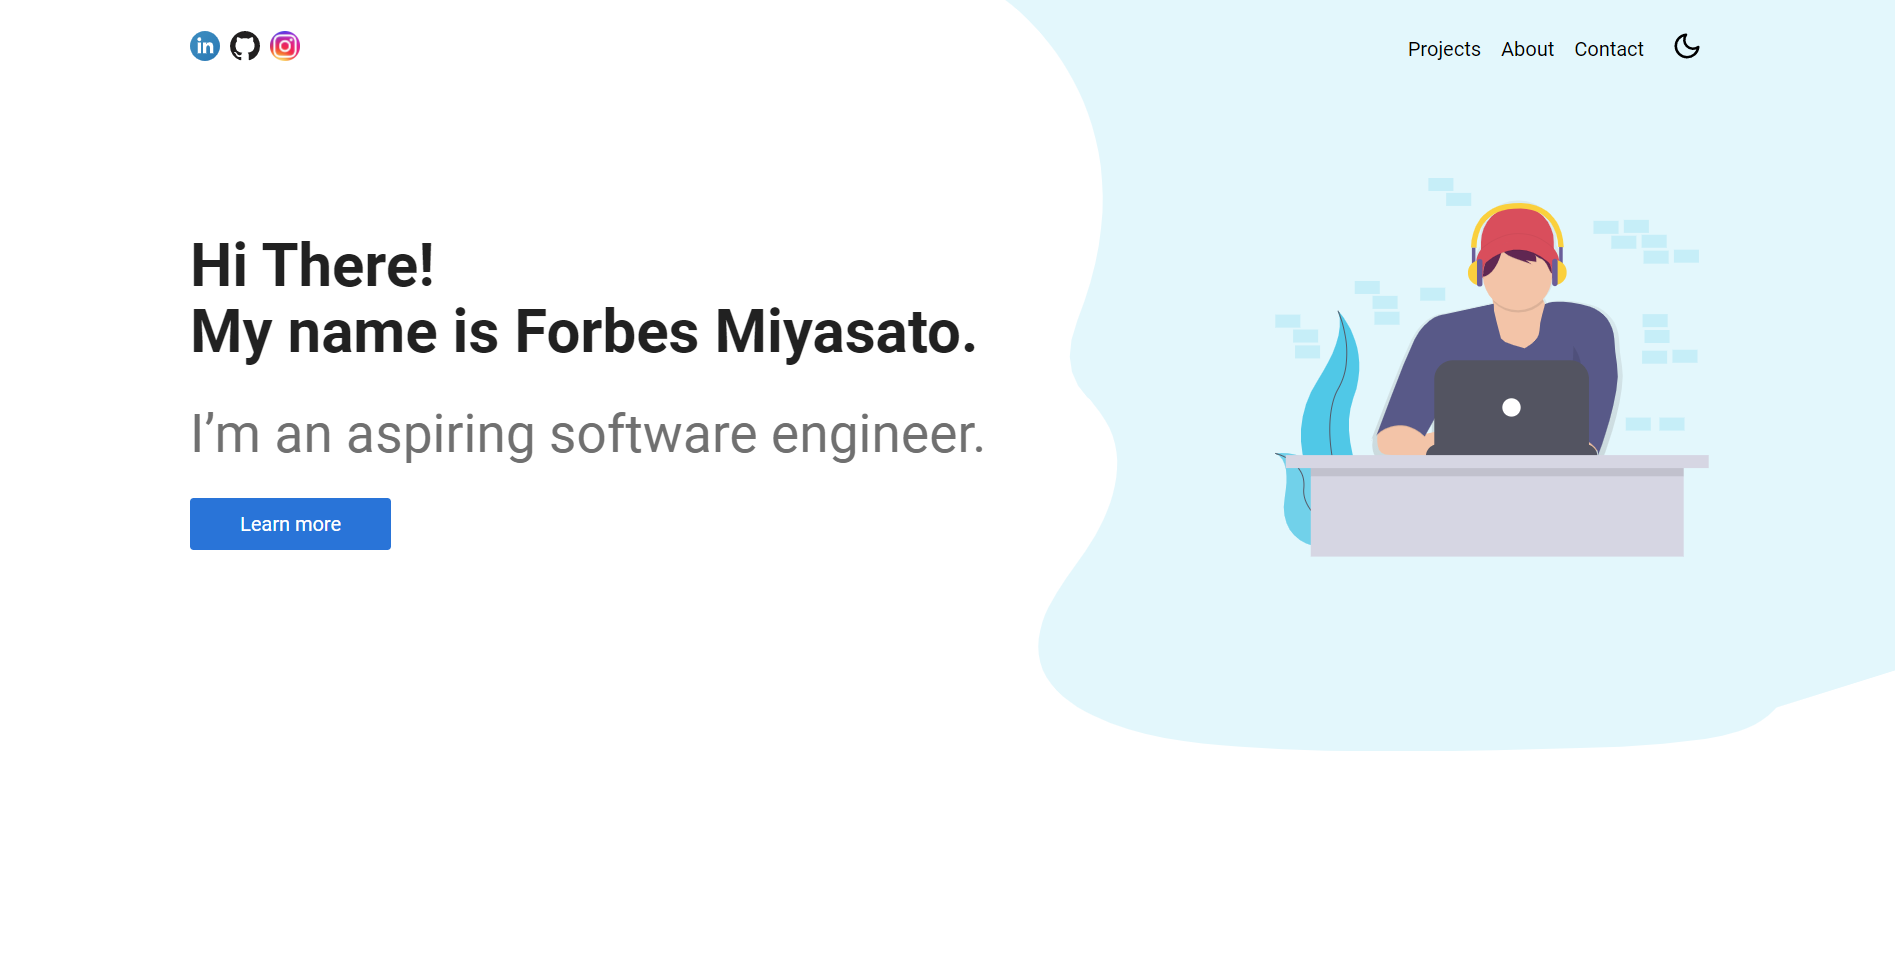 in
Projects About Contact
Hi There!
My name is Forbes Miyasato.
I’m an aspiring software engineer.
Learn more